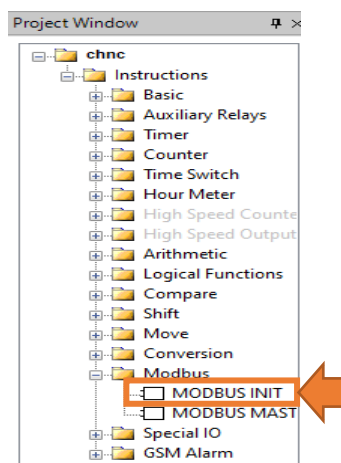 Project Window
chnc
Instructions
Basic
Auxiliary Relays
Timer
Counter
Time Switch
Hour Meter
High Speed Counte
High Speed Output
Arithmetic
Logical Functions
Compare
Shift
Move
Conversion
Modbus
MODBUS INIT
MODBUS MAST
Special IO
GSM Alarm